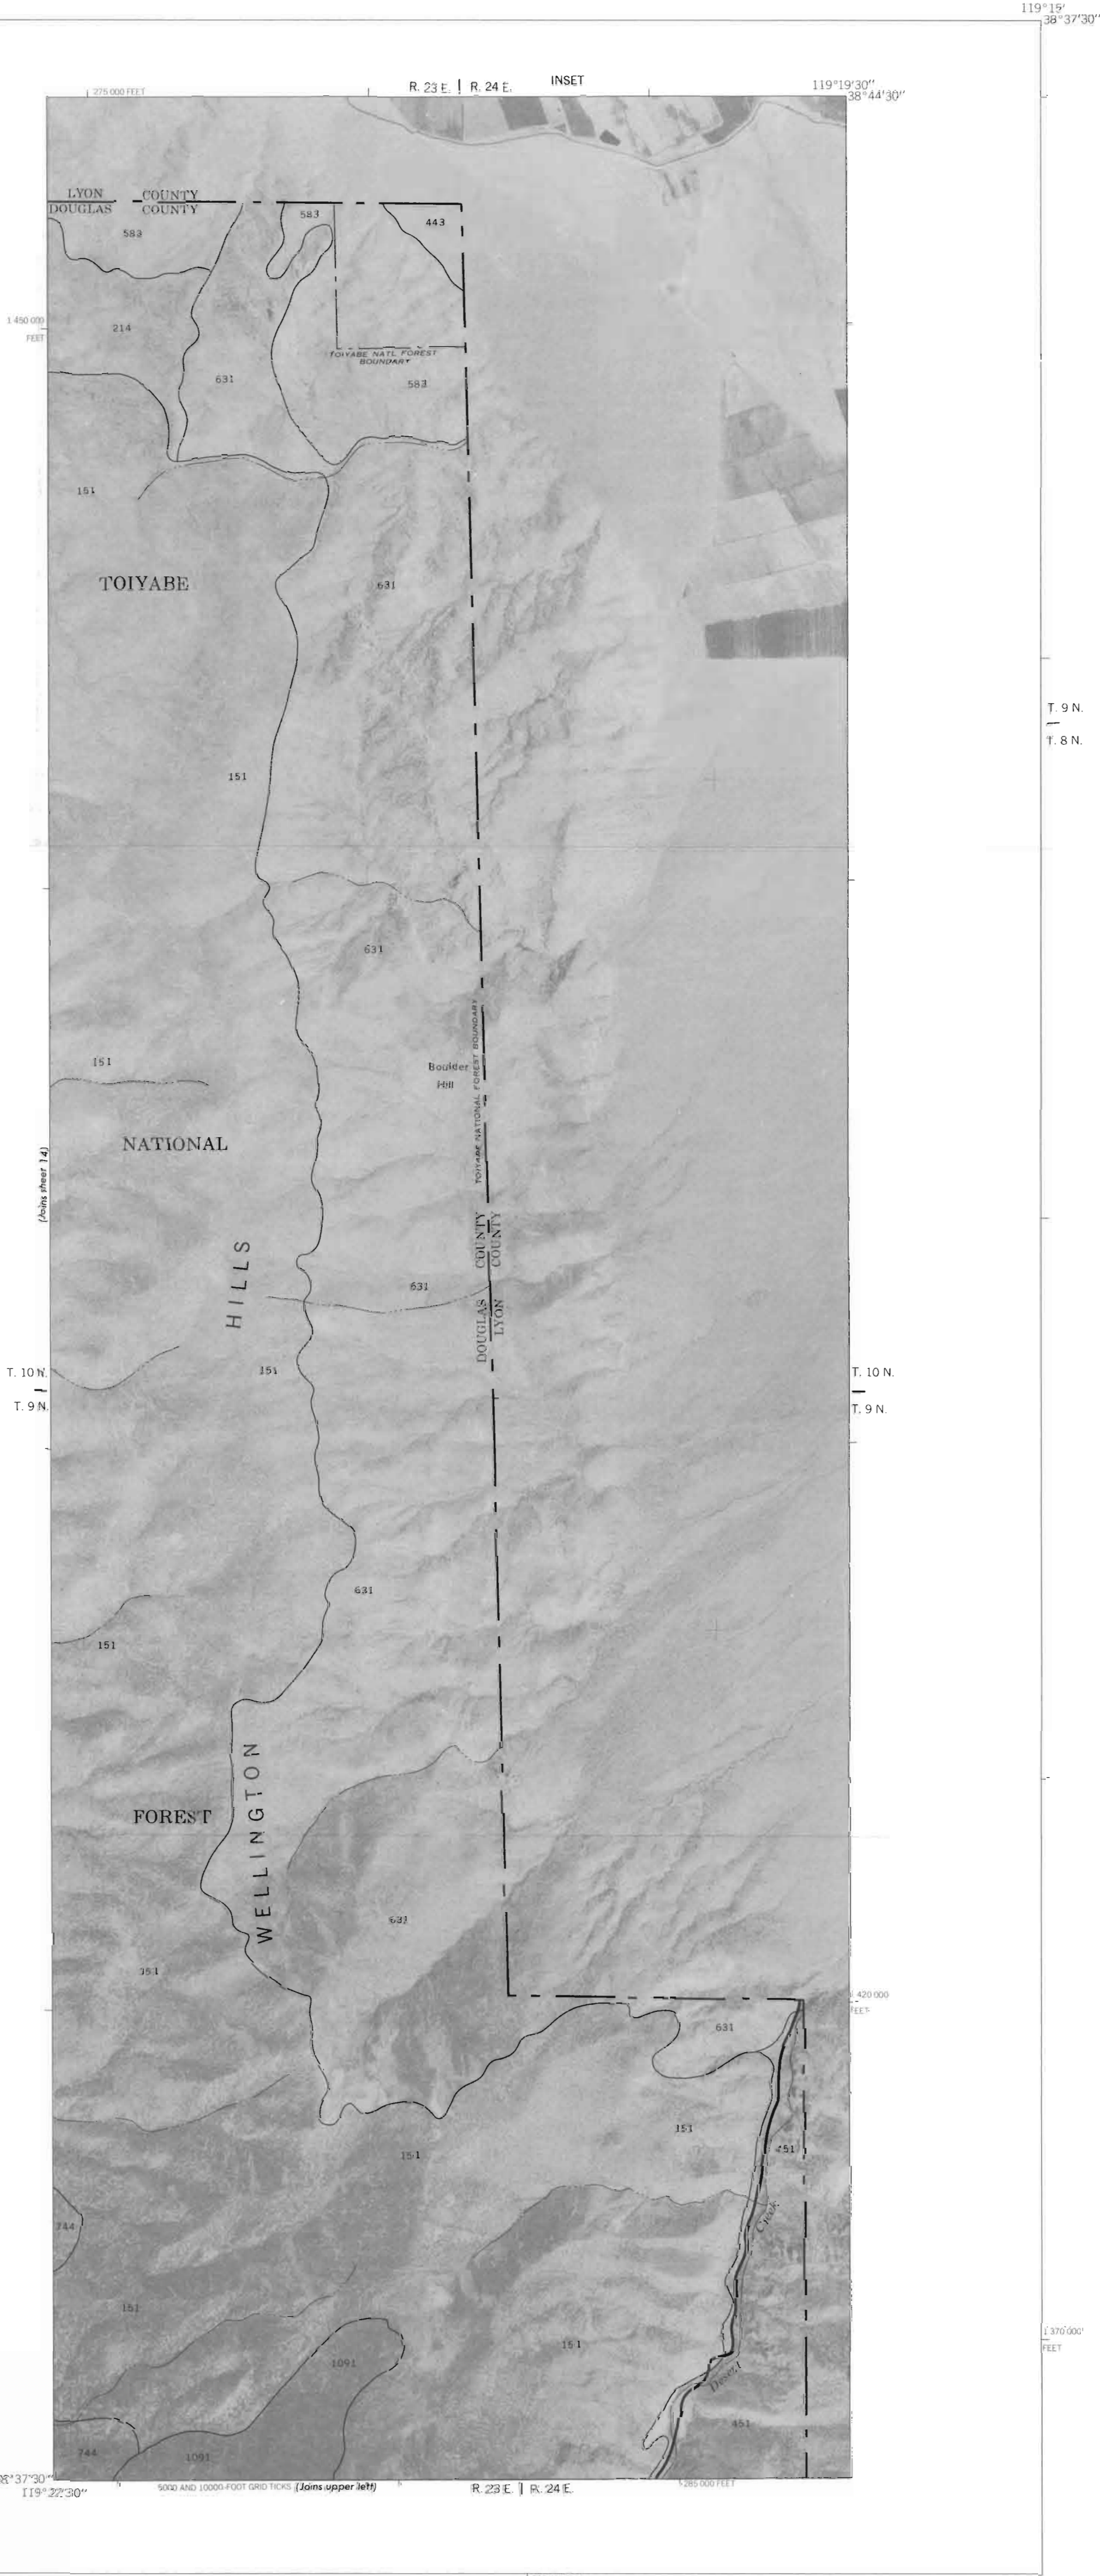 119°15'
38°37'30"
INSET
R. 23 E. | R. 24 E.
275 000 FEET
119°19'30"
38°44'30"
LYON COUNTY
DOUGLAS COUNTY
583
583
443
1 450 000
FEET
214
TOIYABE NATL FOREST
BOUNDARY
631
583
151
TOIYABE
631
T. 9 N.
T. 8 N.
151
631
TOIYABE NATIONAL FOREST BOUNDARY
151
Boulder
Hill
NATIONAL
(Joins sheet 14)
DOUGLAS COUNTY
LYON COUNTY
HILLS
631
151
T. 10 N.
T. 9 N.
T. 10 N.
T. 9 N.
631
151
WELLINGTON
FOREST
631
151
420 000
FEET
631
151
451
151
Creek
744
151
151
1 370 000
FEET
1091
Desert
451
744
1091
38°37'30"
119°22'30"
5000 AND 10000-FOOT GRID TICKS
(Joins upper left)
R. 23 E. | R. 24 E.
285 000 FEET